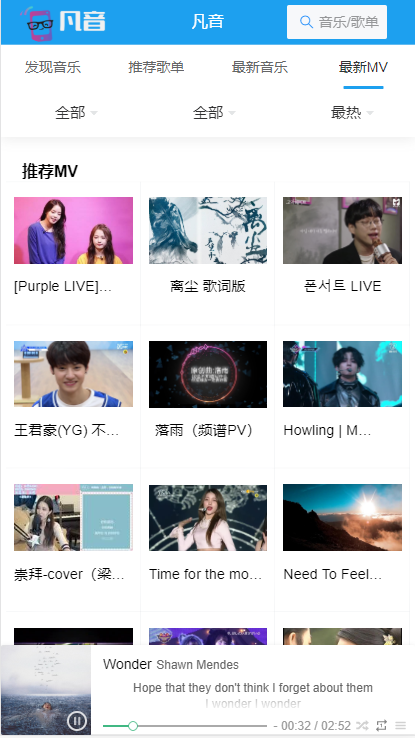 凡音
凡音
音乐/歌单
发现音乐
推荐歌单
最新音乐
最新MV
全部
全部
最热
推荐MV
[Purple LIVE]...
离尘 歌词版
폰서트 LIVE
王君豪(YG) 不...
落雨（频谱PV）
Howling | M...
崇拜-cover（梁...
Time for the mo...
Need To Feel...
Wonder Shawn Mendes
Hope that they don't think I forget about them
I wonder I wonder
- 00:32 / 02:52